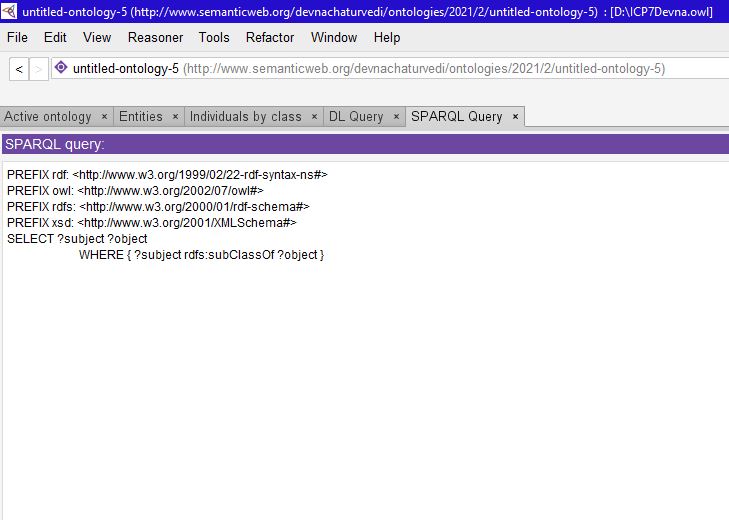 untitled-ontology-5 (http://www.semanticweb.org/devnachaturvedi/ontologies/2021/2/untitled-ontology-5) : [D:\ICP7Devna.owl]
File Edit View Reasoner Tools Refactor Window Help
< > untitled-ontology-5 (http://www.semanticweb.org/devnachaturvedi/ontologies/2021/2/untitled-ontology-5)
Active ontology × Entities × Individuals by class × DL Query × SPARQL Query ×
SPARQL query:
PREFIX rdf: <http://www.w3.org/1999/02/22-rdf-syntax-ns#>
PREFIX owl: <http://www.w3.org/2002/07/owl#>
PREFIX rdfs: <http://www.w3.org/2000/01/rdf-schema#>
PREFIX xsd: <http://www.w3.org/2001/XMLSchema#>
SELECT ?subject ?object
WHERE { ?subject rdfs:subClassOf ?object }